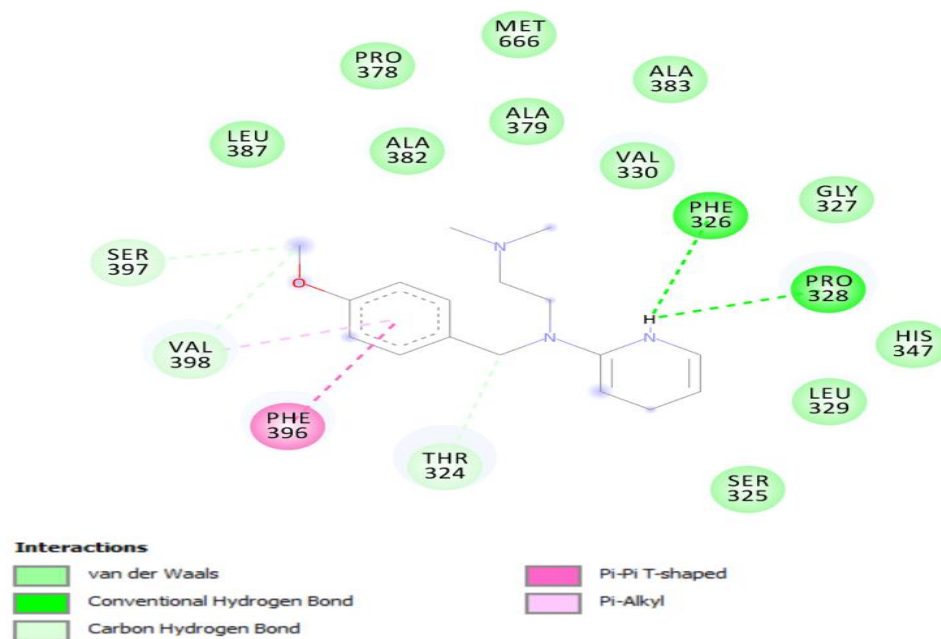 MET
666
PRO
378
ALA
383
ALA
379
LEU
387
ALA
382
VAL
330
GLY
327
PHE
326
SER
397
N
O
PRO
328
H
N
N
HIS
347
VAL
398
LEU
329
PHE
396
THR
324
SER
325
Interactions
van der Waals
Conventional Hydrogen Bond
Carbon Hydrogen Bond
Pi-Pi T-shaped
Pi-Alkyl